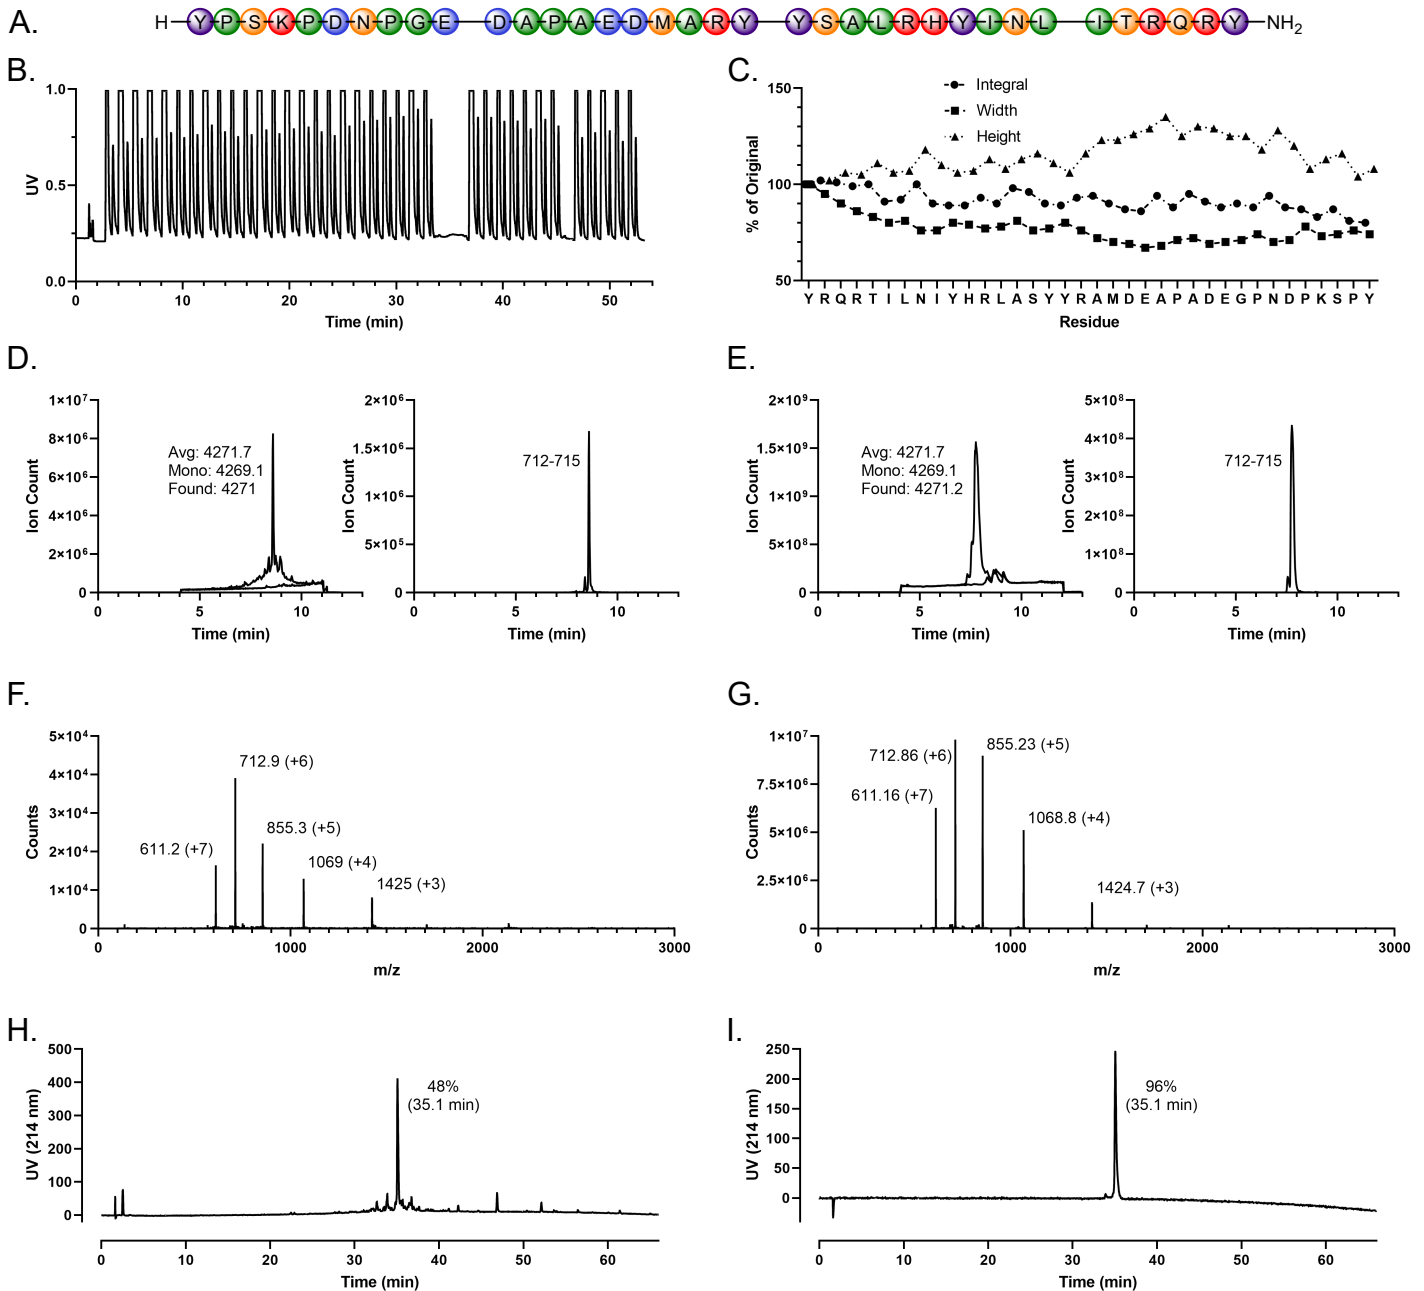 A.
H Y P S K P D N P G E D A P A E D M A R Y Y S A L R H Y I N L I T R Q R Y NH2
B.
1.0
0.5
0.0
UV
0 10 20 30 40 50
Time (min)
C.
Integral
Width
Height
150
100
50
% of Original
Y R Q R T I L N I Y H R L A S Y Y R A M D E A P A D E G P N D P K S P Y
Residue
D.
1×10⁷
8×10⁶
6×10⁶
4×10⁶
2×10⁶
0
Ion Count
Avg: 4271.7
Mono: 4269.1
Found: 4271
0 5 10
Time (min)
2×10⁶
1.5×10⁶
1×10⁶
5×10⁵
0
Ion Count
712-715
0 5 10
Time (min)
E.
2×10⁹
1.5×10⁹
1×10⁹
5×10⁸
0
Ion Count
Avg: 4271.7
Mono: 4269.1
Found: 4271.2
0 5 10
Time (min)
5×10⁸
4×10⁸
3×10⁸
2×10⁸
1×10⁸
0
Ion Count
712-715
0 5 10
Time (min)
F.
5×10⁴
4×10⁴
3×10⁴
2×10⁴
1×10⁴
0
Counts
712.9 (+6)
855.3 (+5)
611.2 (+7)
1069 (+4)
1425 (+3)
0 1000 2000 3000
m/z
G.
1×10⁷
7.5×10⁶
5×10⁶
2.5×10⁶
0
Counts
855.23 (+5)
712.86 (+6)
611.16 (+7)
1068.8 (+4)
1424.7 (+3)
0 1000 2000 3000
m/z
H.
500
400
300
200
100
0
UV (214 nm)
48%
(35.1 min)
0 10 20 30 40 50 60
Time (min)
I.
250
200
150
100
50
0
UV (214 nm)
96%
(35.1 min)
0 10 20 30 40 50 60
Time (min)